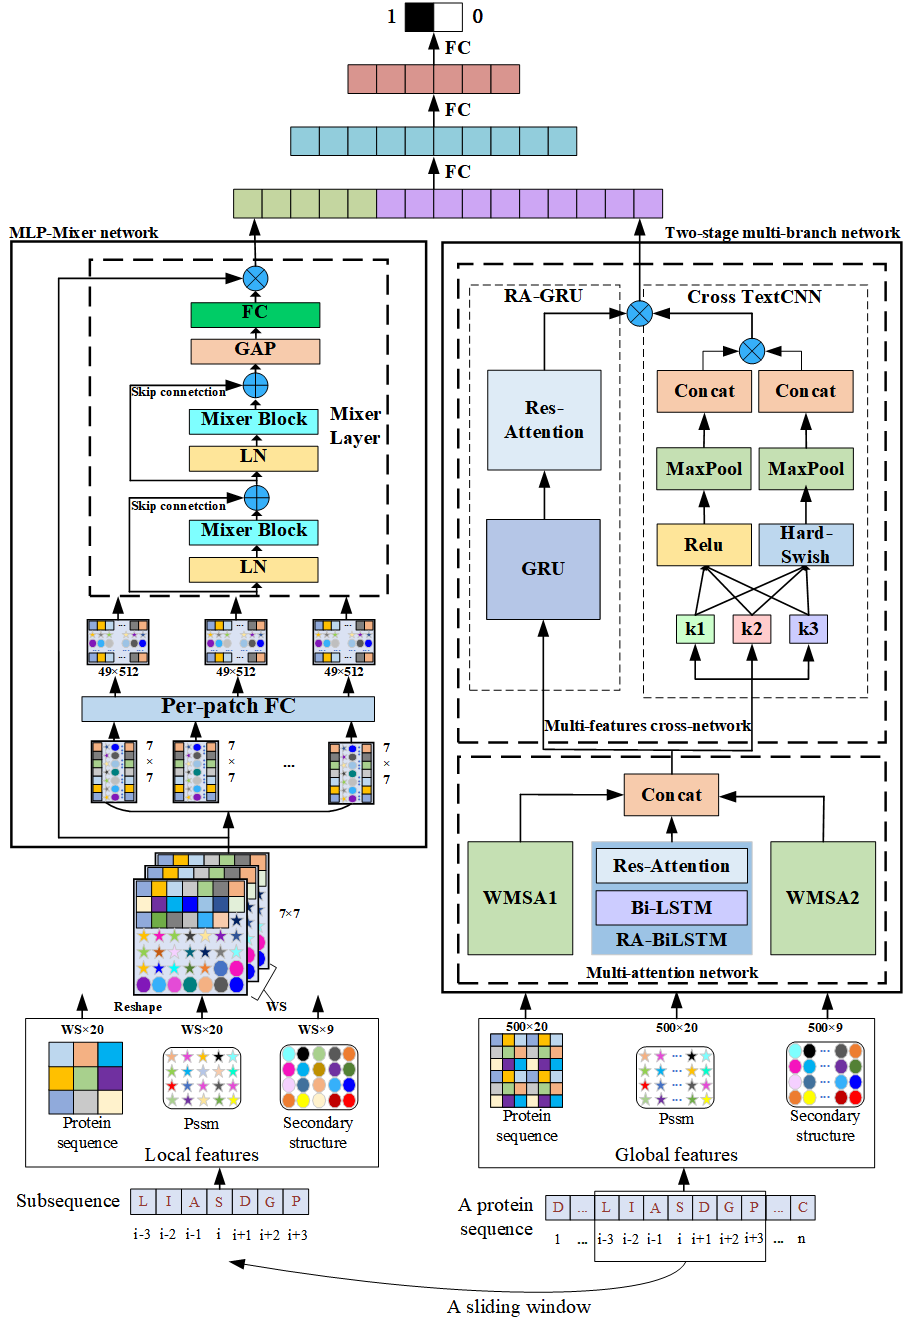 1 0
FC
FC
FC
MLP-Mixer network
Two-stage multi-branch network
RA-GRU
Cross TextCNN
FC
GAP
Skip connetction
Mixer Block
LN
Mixer
Layer
Skip connetction
Mixer Block
LN
Res-
Attention
GRU
Concat
Concat
MaxPool
MaxPool
Relu
Hard-
Swish
k1
k2
k3
...
...
...
49×512
49×512
49×512
Per-patch FC
7
×
7
7
×
7
...
7
×
7
Multi-features cross-network
Concat
WMSA1
Res-Attention
Bi-LSTM
RA-BiLSTM
WMSA2
Multi-attention network
7×7
WS
Reshape
WS×20
WS×20
WS×9
Protein
sequence
Pssm
Secondary
structure
Local features
500×20
500×20
500×9
Protein
sequence
Pssm
Secondary
structure
Global features
Subsequence
L I A S D G P
i-3 i-2 i-1 i i+1 i+2 i+3
A protein
sequence
D ... L I A S D G P ... C
1 ... i-3 i-2 i-1 i i+1 i+2 i+3 ... n
A sliding window